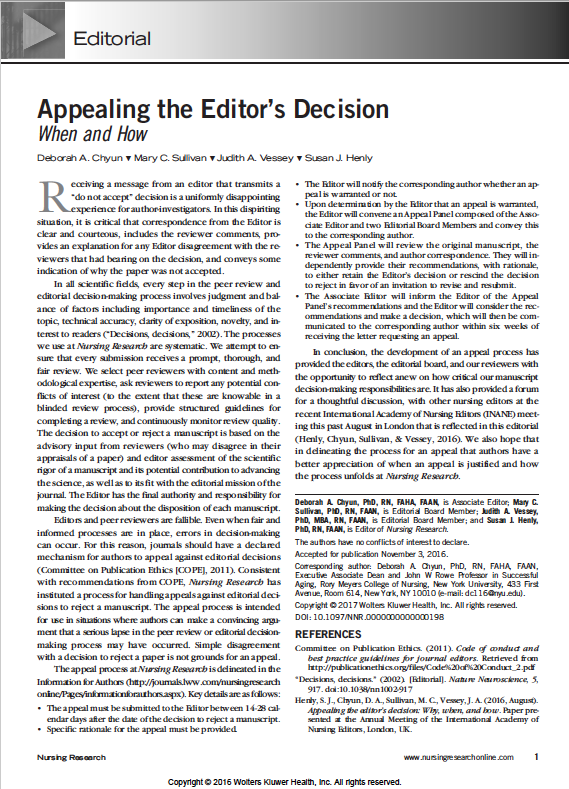 Editorial
Appealing the Editor's Decision
When and How
Deborah A. Chyun ▼ Mary C. Sullivan ▼ Judith A. Vessey ▼ Susan J. Henly
Receiving a message from an editor that transmits a
"do not accept" decision is a uniformly disappointing
experience for author-investigators. In this dispiriting
situation, it is critical that correspondence from the Editor is
clear and courteous, includes the reviewer comments, pro-
vides an explanation for any Editor disagreement with the re-
viewers that had bearing on the decision, and conveys some
indication of why the paper was not accepted.
In all scientific fields, every step in the peer review and
editorial decision-making process involves judgment and bal-
ance of factors including importance and timeliness of the
topic, technical accuracy, clarity of exposition, novelty, and in-
terest to readers ("Decisions, decisions," 2002). The processes
we use at Nursing Research are systematic. We attempt to en-
sure that every submission receives a prompt, thorough, and
fair review. We select peer reviewers with content and meth-
odological expertise, ask reviewers to report any potential con-
flicts of interest (to the extent that these are knowable in a
blinded review process), provide structured guidelines for
completing a review, and continuously monitor review quality.
The decision to accept or reject a manuscript is based on the
advisory input from reviewers (who may disagree in their
appraisals of a paper) and editor assessment of the scientific
rigor of a manuscript and its potential contribution to advancing
the science, as well as to its fit with the editorial mission of the
journal. The Editor has the final authority and responsibility for
making the decision about the disposition of each manuscript.
Editors and peer reviewers are fallible. Even when fair and
informed processes are in place, errors in decision-making
can occur. For this reason, journals should have a declared
mechanism for authors to appeal against editorial decisions
(Committee on Publication Ethics [COPE], 2011). Consistent
with recommendations from COPE, Nursing Research has
instituted a process for handling appeals against editorial deci-
sions to reject a manuscript. The appeal process is intended
for use in situations where authors can make a convincing argu-
ment that a serious lapse in the peer review or editorial decision-
making process may have occurred. Simple disagreement
with a decision to reject a paper is not grounds for an appeal.
The appeal process at Nursing Research is delineated in the
Information for Authors (http://journals.lww.com/nursingresearch
online/Pages/informationforauthors.aspx). Key details are as follows:
• The appeal must be submitted to the Editor between 14-28 cal-
endar days after the date of the decision to reject a manuscript.
• Specific rationale for the appeal must be provided.
• The Editor will notify the corresponding author whether an ap-
peal is warranted or not.
• Upon determination by the Editor that an appeal is warranted,
the Editor will convene an Appeal Panel composed of the Asso-
ciate Editor and two Editorial Board Members and convey this
to the corresponding author.
• The Appeal Panel will review the original manuscript, the
reviewer comments, and author correspondence. They will in-
dependently provide their recommendations, with rationale,
to either retain the Editor's decision or rescind the decision
to reject in favor of an invitation to revise and resubmit.
• The Associate Editor will inform the Editor of the Appeal
Panel's recommendations and the Editor will consider the rec-
ommendations and make a decision, which will then be com-
municated to the corresponding author within six weeks of
receiving the letter requesting an appeal.
In conclusion, the development of an appeal process has
provided the editors, the editorial board, and our reviewers with
the opportunity to reflect anew on how critical our manuscript
decision-making responsibilities are. It has also provided a forum
for a thoughtful discussion, with other nursing editors at the
recent International Academy of Nursing Editors (INANE) meet-
ing this past August in London that is reflected in this editorial
(Henly, Chyun, Sullivan, & Vessey, 2016). We also hope that
in delineating the process for an appeal that authors have a
better appreciation of when an appeal is justified and how
the process unfolds at Nursing Research.
Deborah A. Chyun, PhD, RN, FAHA, FAAN, is Associate Editor; Mary C.
Sullivan, PhD, RN, FAAN, is Editorial Board Member; Judith A. Vessey,
PhD, MBA, RN, FAAN, is Editorial Board Member; and Susan J. Henly,
PhD, RN, FAAN, is Editor of Nursing Research.
The authors have no conflicts of interest to declare.
Accepted for publication November 3, 2016.
Corresponding author: Deborah A. Chyun, PhD, RN, FAHA, FAAN,
Executive Associate Dean and John W Rowe Professor in Successful
Aging, Rory Meyers College of Nursing, New York University, 433 First
Avenue, Room 614, New York, NY 10010 (e-mail: dc116@nyu.edu).
Copyright © 2017 Wolters Kluwer Health, Inc. All rights reserved.
DOI: 10.1097/NNR.0000000000000198
REFERENCES
Committee on Publication Ethics. (2011). Code of conduct and
best practice guidelines for journal editors. Retrieved from
http://publicationethics.org/files/Code%20of%20Conduct_2.pdf
"Decisions, decisions." (2002). [Editorial]. Nature Neuroscience, 5,
917. doi:10.1038/nn1002-917
Henly, S. J., Chyun, D. A., Sullivan, M. C., Vessey, J. A. (2016, August).
Appealing the editor's decision: Why, when, and how. Paper pre-
sented at the Annual Meeting of the International Academy of
Nursing Editors, London, UK.
Nursing Research
www.nursingresearchonline.com 1
Copyright © 2016 Wolters Kluwer Health, Inc. All rights reserved.